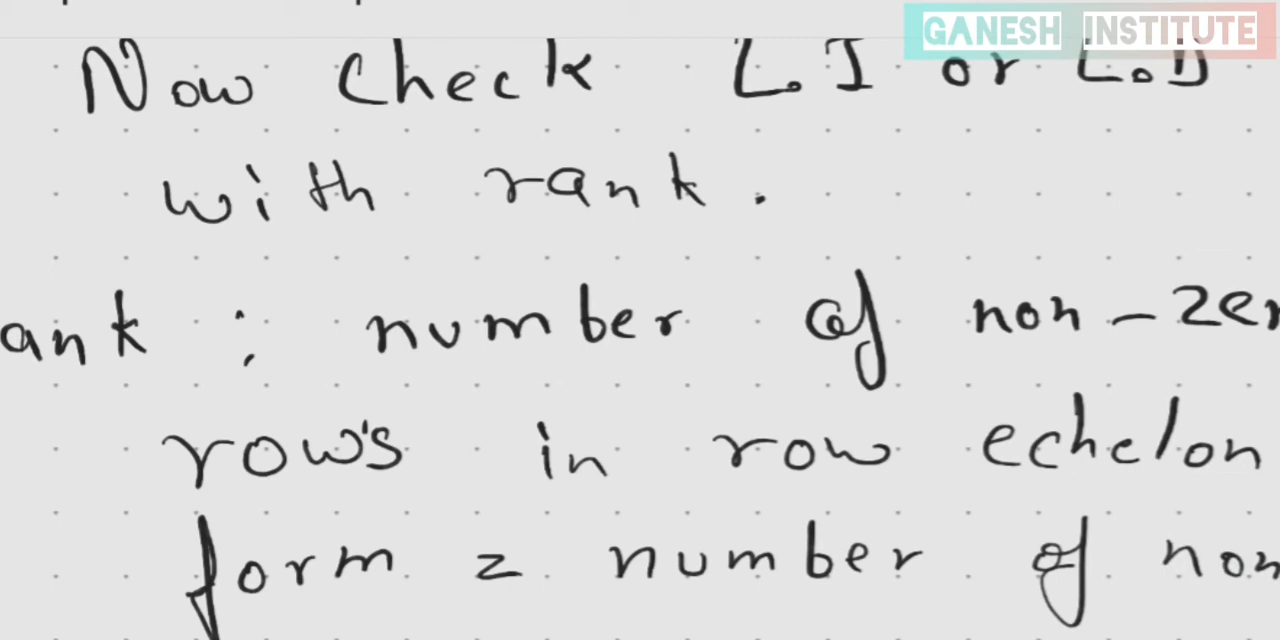 GANESH INSTITUTE
Now check L.I or L.D
with rank.
ank : number of non-zer
row's in row echelon
form = number of non